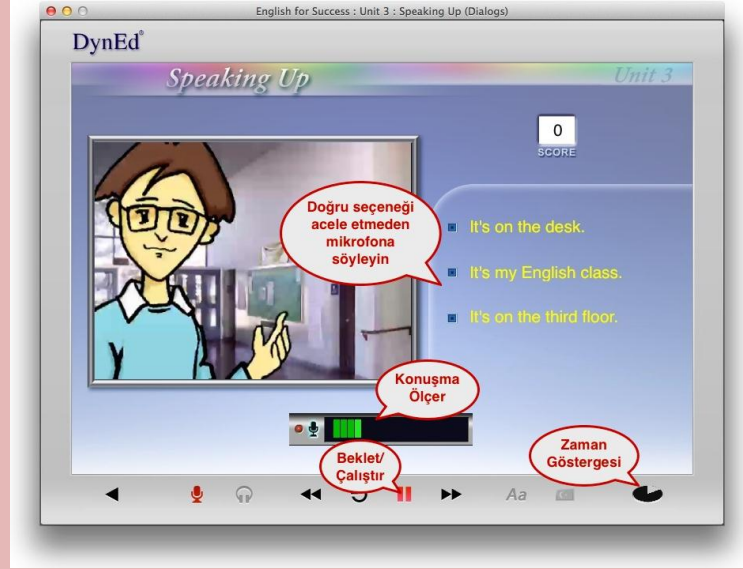 English for Success : Unit 3 : Speaking Up (Dialogs)
DynEd®
Speaking Up
Unit 3
0
SCORE
Doğru seçeneği
acele etmeden
mikrofona
söyleyin
It's on the desk.
It's my English class.
It's on the third floor.
Konuşma
Ölçer
Beklet/
Çalıştır
Zaman
Göstergesi
Aa